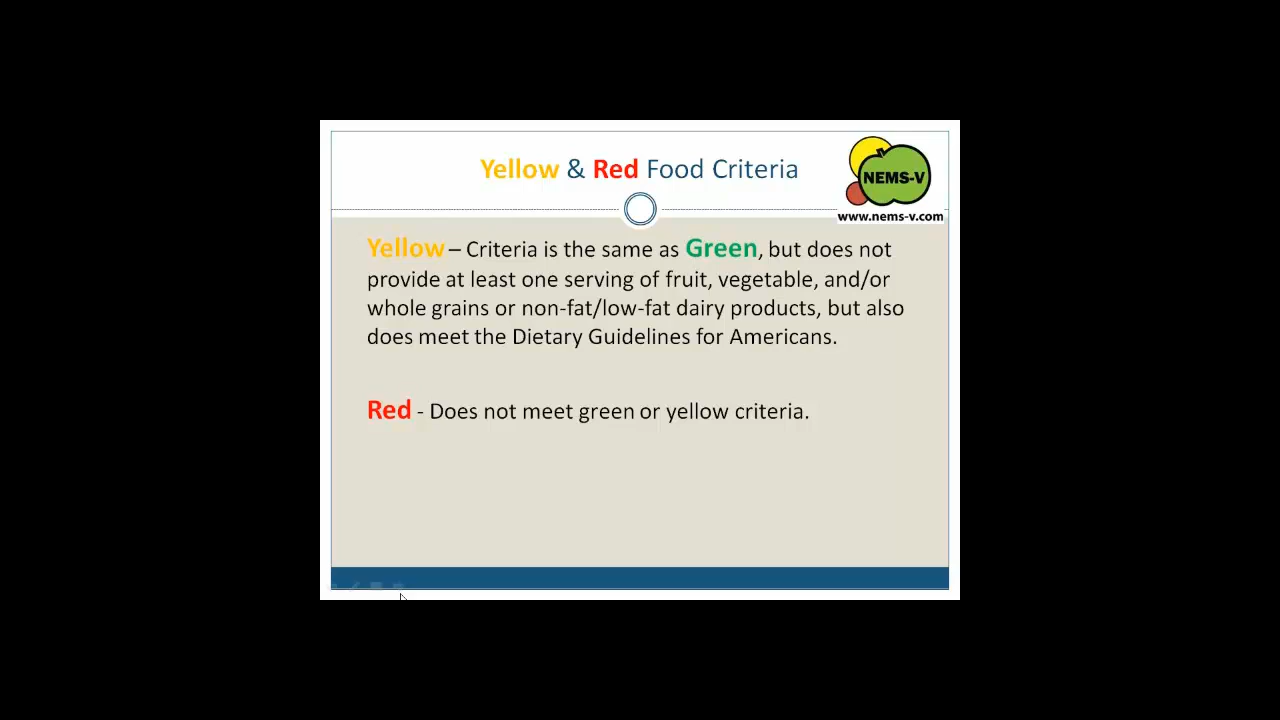 Yellow & Red Food Criteria
NEMS-V
www.nems-v.com
Yellow – Criteria is the same as Green, but does not
provide at least one serving of fruit, vegetable, and/or
whole grains or non-fat/low-fat dairy products, but also
does meet the Dietary Guidelines for Americans.
Red - Does not meet green or yellow criteria.